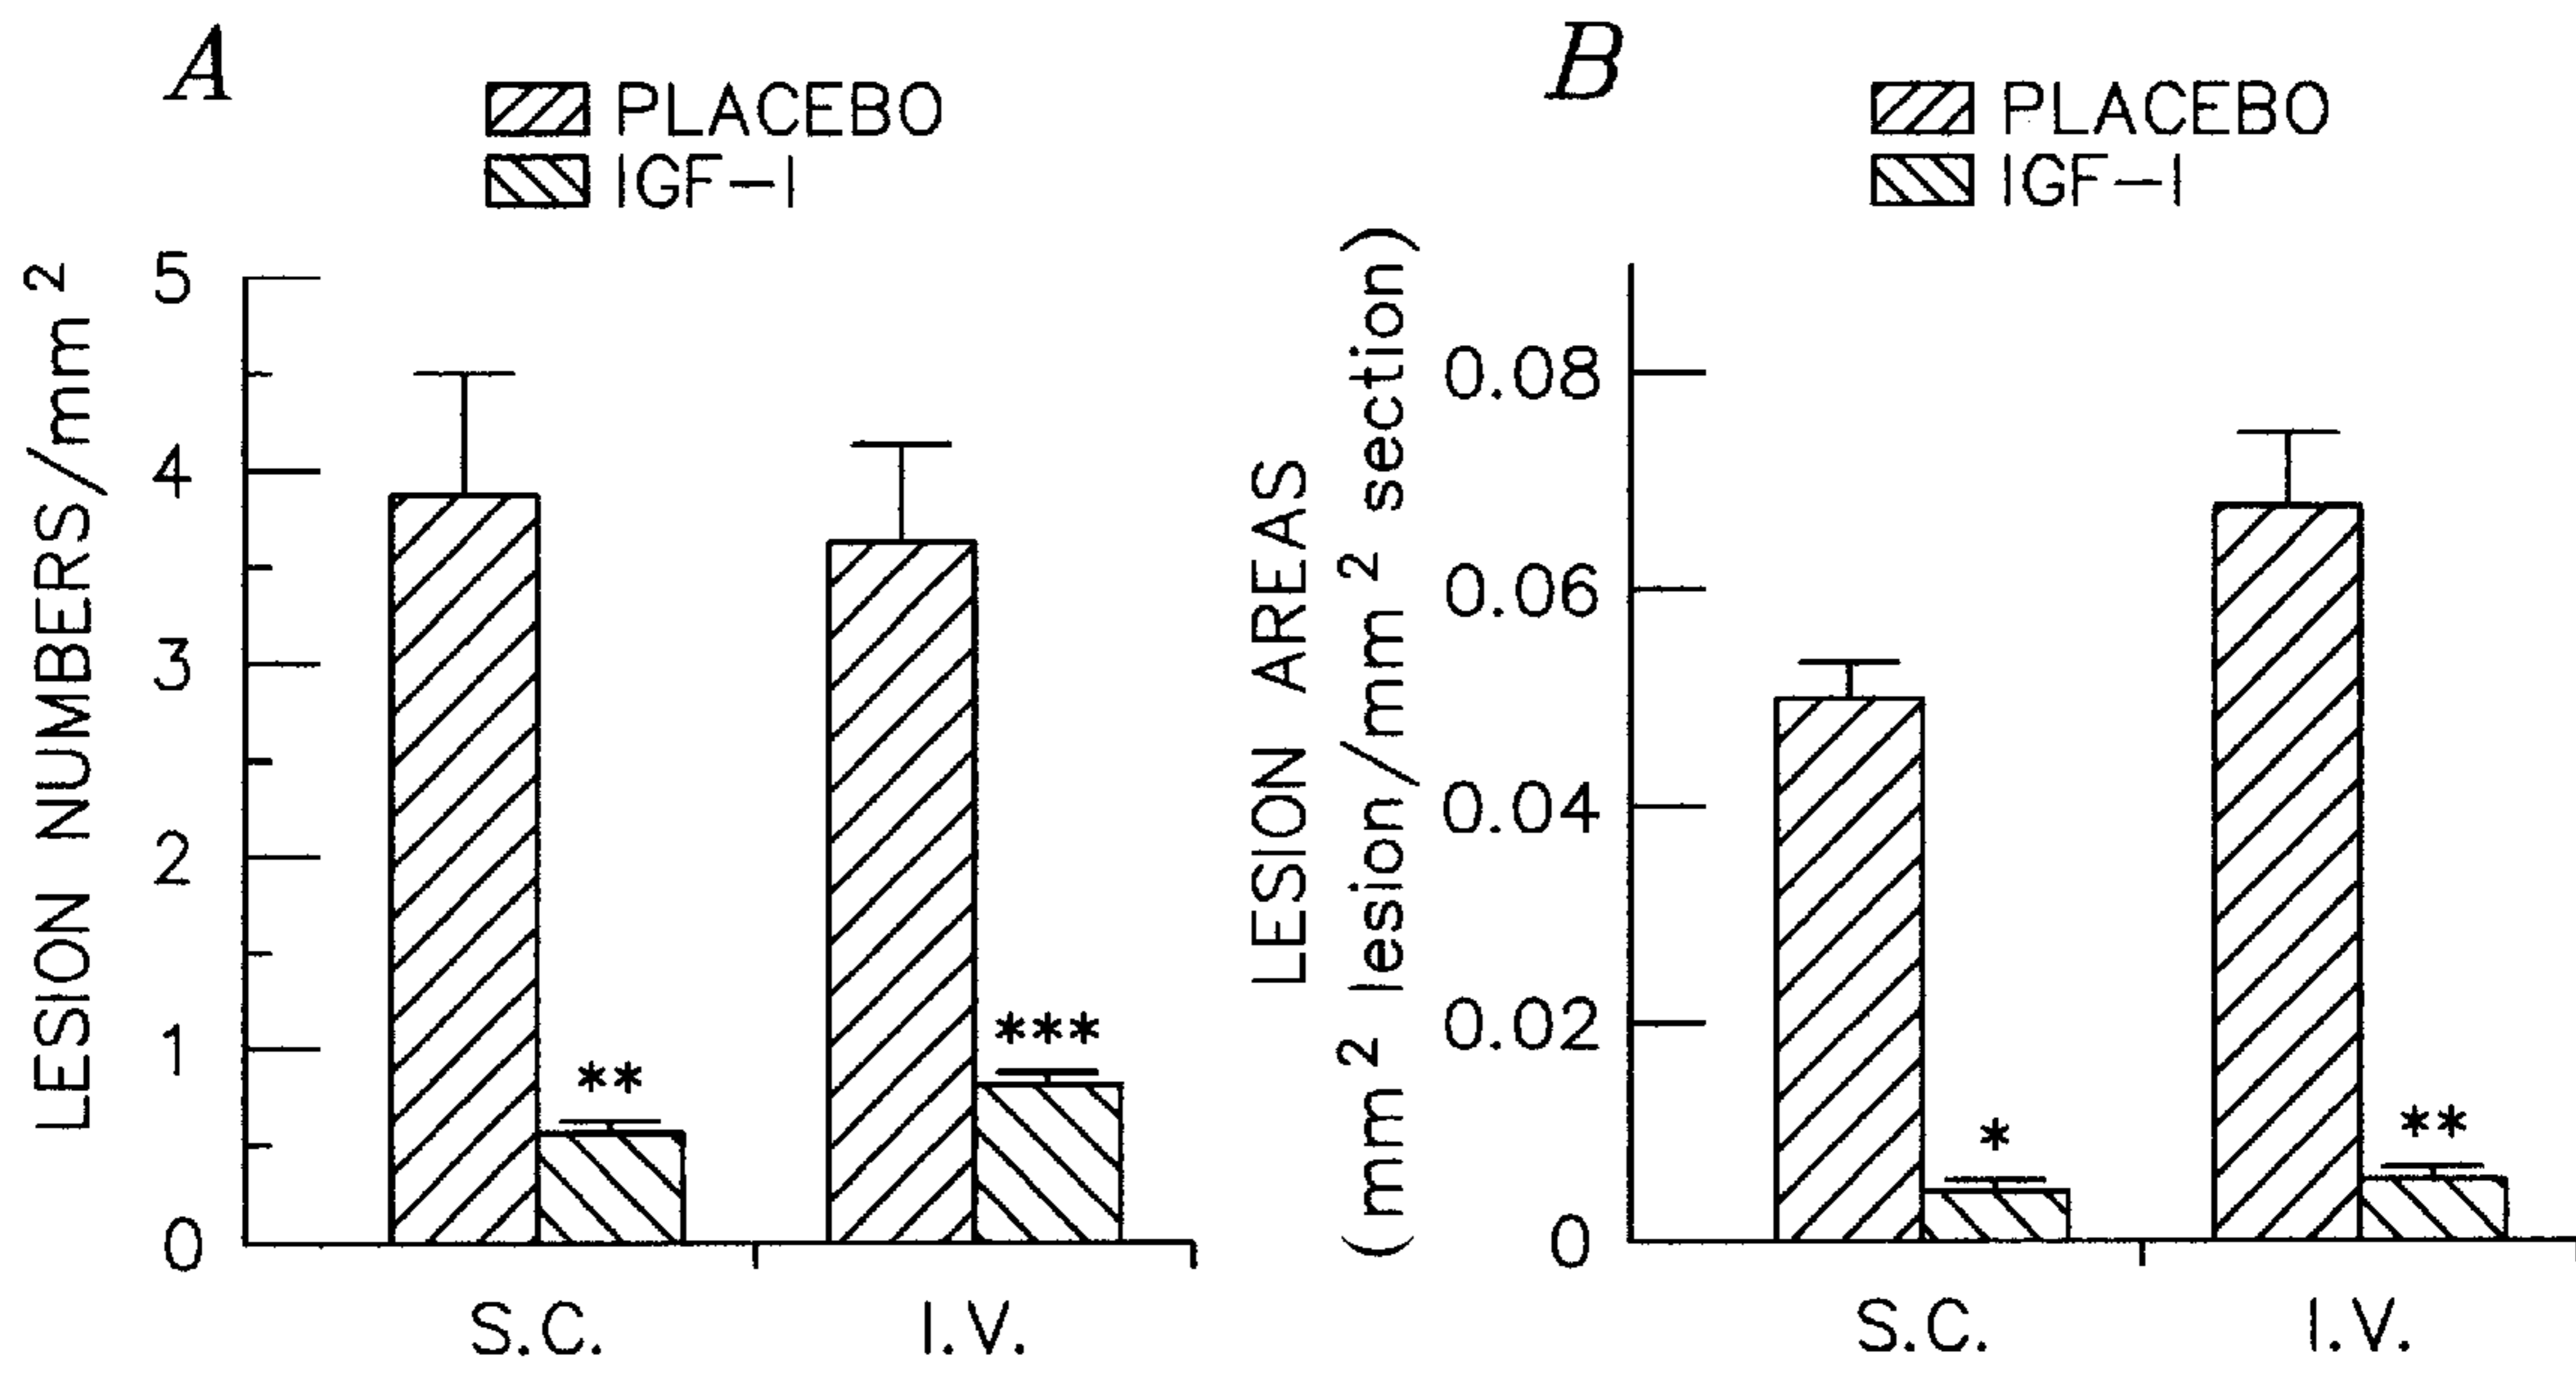 A
PLACEBO
IGF-I
LESION NUMBERS/mm 2
5
4
3
2
1
0
**
***
S.C.
I.V.
B
PLACEBO
IGF-I
LESION AREAS
(mm 2 lesion/mm 2 section)
0.08
0.06
0.04
0.02
0
*
**
S.C.
I.V.